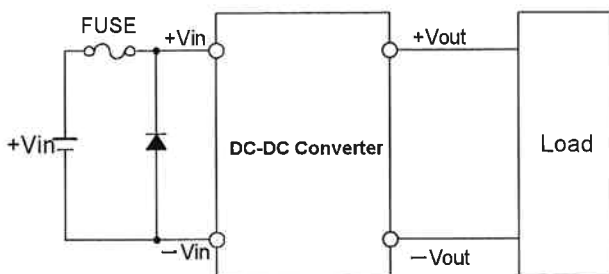 FUSE
+Vin
+Vout
+Vin
DC-DC Converter
Load
−Vin
−Vout